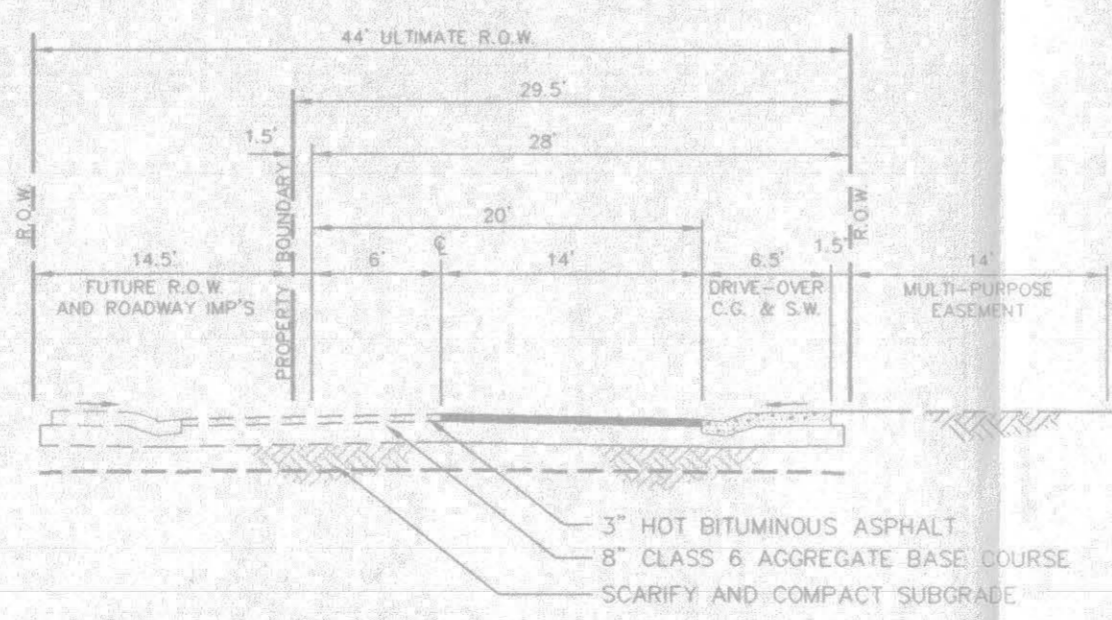 44' ULTIMATE R.O.W.
29.5'
1.5'
28'
20'
R.O.W.
PROPERTY BOUNDARY
R.O.W.
℄
14.5'
6'
14'
6.5'
1.5'
14'
FUTURE R.O.W.
AND ROADWAY IMP'S
DRIVE-OVER
C.G. & S.W.
MULTI-PURPOSE
EASEMENT
3" HOT BITUMINOUS ASPHALT
8" CLASS 6 AGGREGATE BASE COURSE
SCARIFY AND COMPACT SUBGRADE